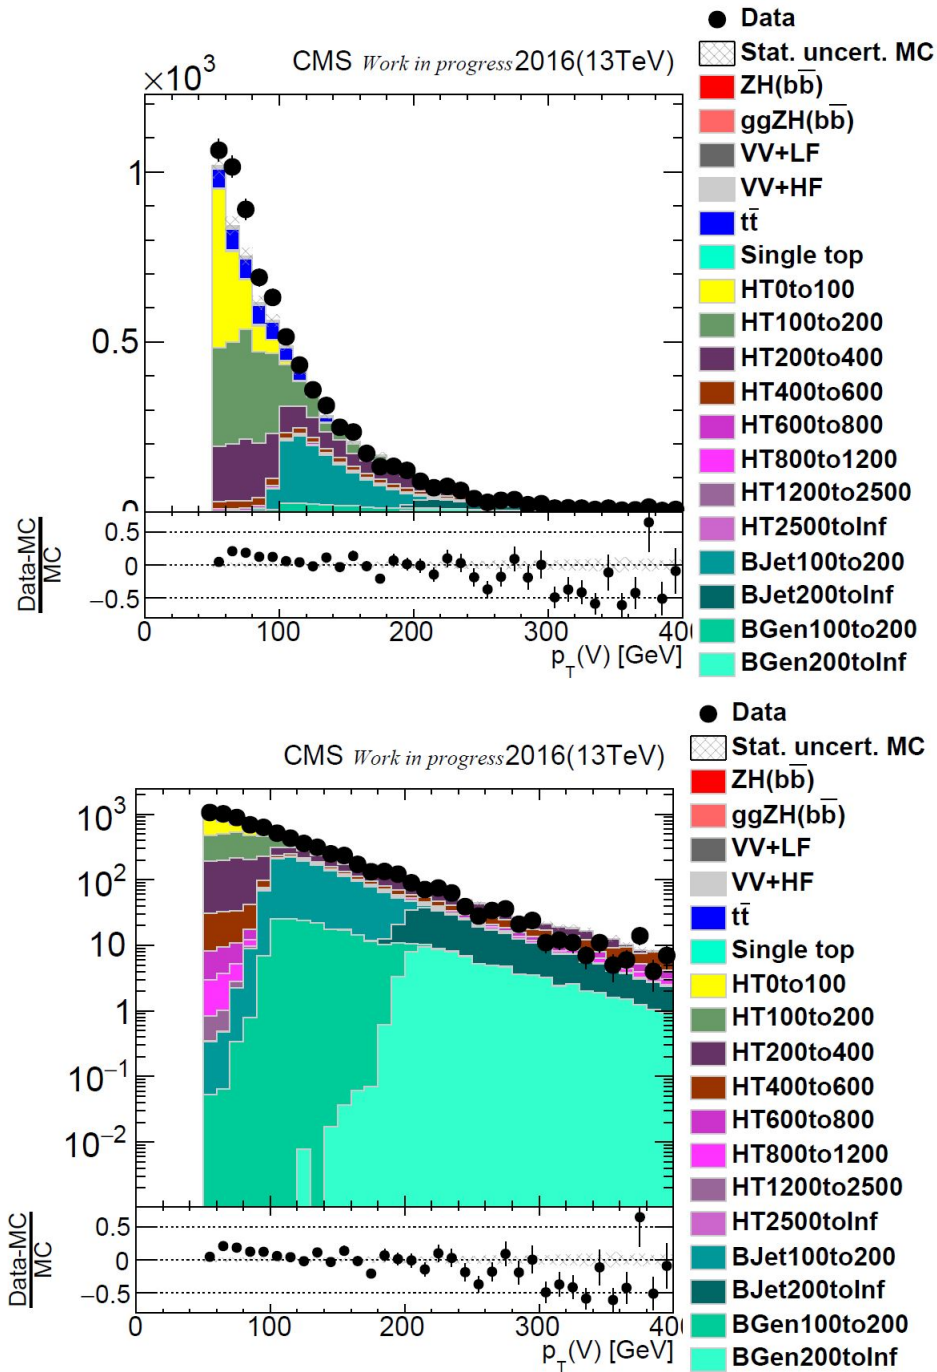 CMS Work in progress 2016(13TeV)
×10³
1
0.5
0
Data
Stat. uncert. MC
ZH(bb̅)
ggZH(bb̅)
VV+LF
VV+HF
tt̅
Single top
HT0to100
HT100to200
HT200to400
HT400to600
HT600to800
HT800to1200
HT1200to2500
HT2500toInf
BJet100to200
BJet200toInf
BGen100to200
BGen200toInf
Data-MC
MC
0.5
0
−0.5
0 100 200 300 40
p_T(V) [GeV]
CMS Work in progress 2016(13TeV)
10³
10²
10
1
10⁻¹
10⁻²
Data
Stat. uncert. MC
ZH(bb̅)
ggZH(bb̅)
VV+LF
VV+HF
tt̅
Single top
HT0to100
HT100to200
HT200to400
HT400to600
HT600to800
HT800to1200
HT1200to2500
HT2500toInf
BJet100to200
BJet200toInf
BGen100to200
BGen200toInf
Data-MC
MC
0.5
0
−0.5
0 100 200 300 40
p_T(V) [GeV]